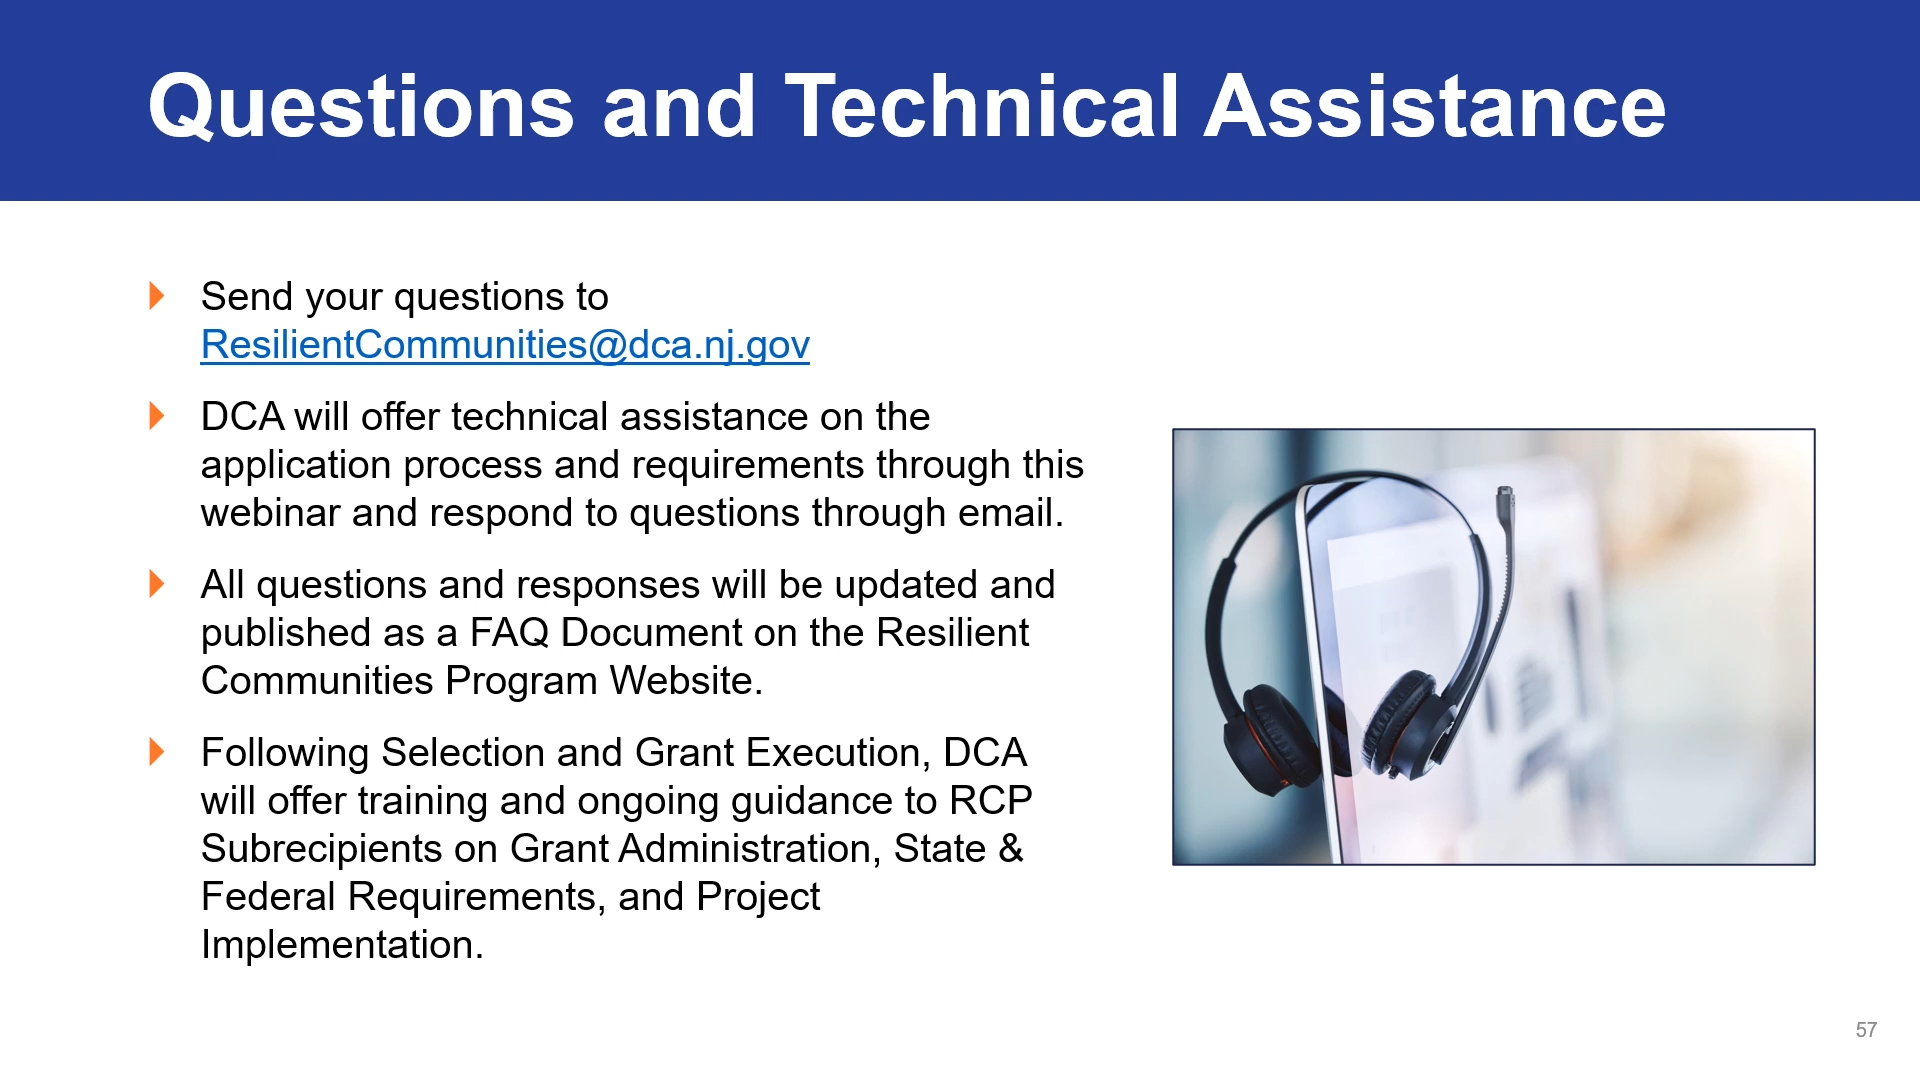 Questions and Technical Assistance
Send your questions to
ResilientCommunities@dca.nj.gov
DCA will offer technical assistance on the
application process and requirements through this
webinar and respond to questions through email.
All questions and responses will be updated and
published as a FAQ Document on the Resilient
Communities Program Website.
Following Selection and Grant Execution, DCA
will offer training and ongoing guidance to RCP
Subrecipients on Grant Administration, State &
Federal Requirements, and Project
Implementation.
57